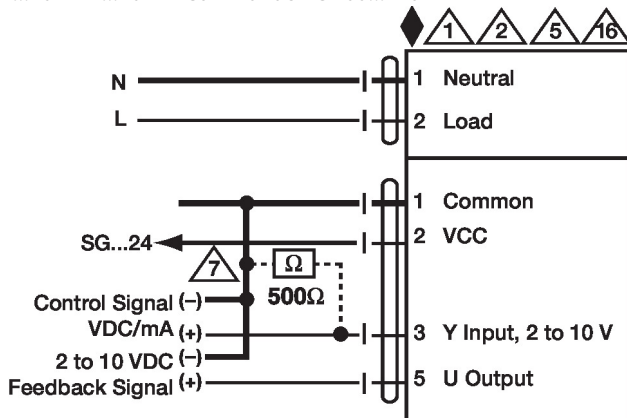 1 2 5 16
N 1 Neutral
L 2 Load
1 Common
SG...24 2 VCC
7 Ω
500Ω
Control Signal (–)
VDC/mA (+) 3 Y Input, 2 to 10 V
2 to 10 VDC (–)
Feedback Signal (+) 5 U Output